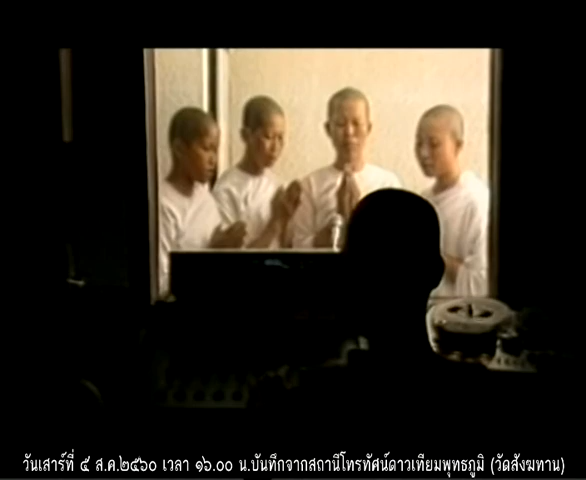 วันเสาร์ที่ ๕ ส.ค.๒๕๖๐ เวลา ๑๖.๐๐ น.บันทึกจากสถานีโทรทัศน์ดาวเทียมพุทธภูมิ (วัดสังฆทาน)